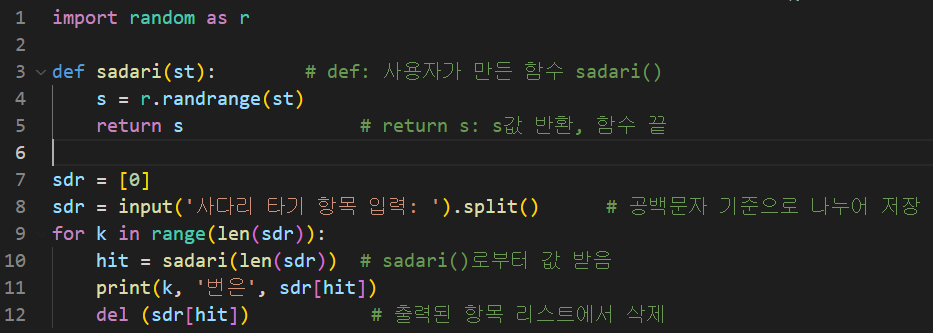 1 import random as r
2
3 def sadari(st): # def: 사용자가 만든 함수 sadari()
4 s = r.randrange(st)
5 return s # return s: s값 반환, 함수 끝
6
7 sdr = [0]
8 sdr = input('사다리 타기 항목 입력: ').split() # 공백문자 기준으로 나누어 저장
9 for k in range(len(sdr)):
10 hit = sadari(len(sdr)) # sadari()로부터 값 받음
11 print(k, '번은', sdr[hit])
12 del (sdr[hit]) # 출력된 항목 리스트에서 삭제